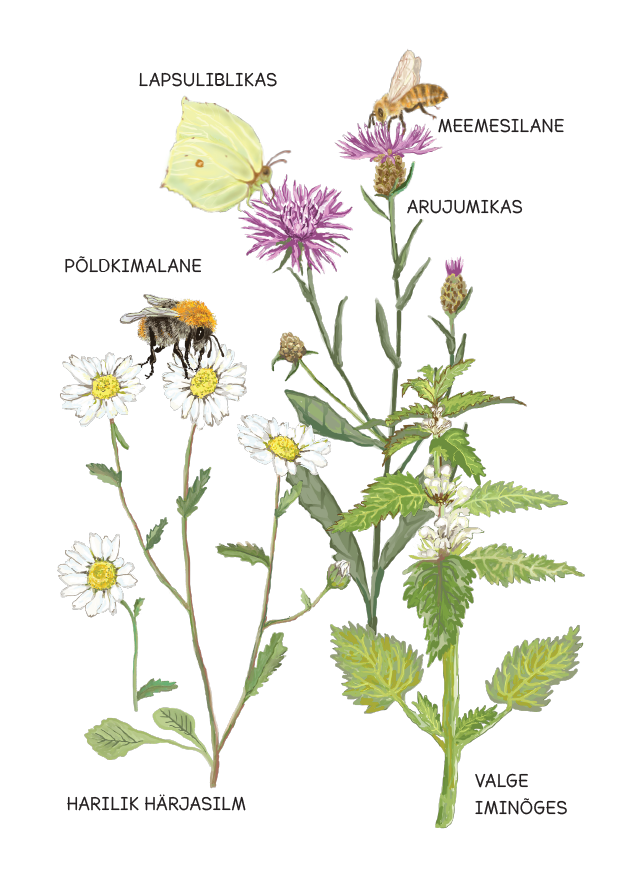 LAPSULIBLIKAS
MEEMESILANE
ARUJUMIKAS
PÕLDKIMALANE
HARILIK HÄRJASILM
VALGE
IMINÕGES